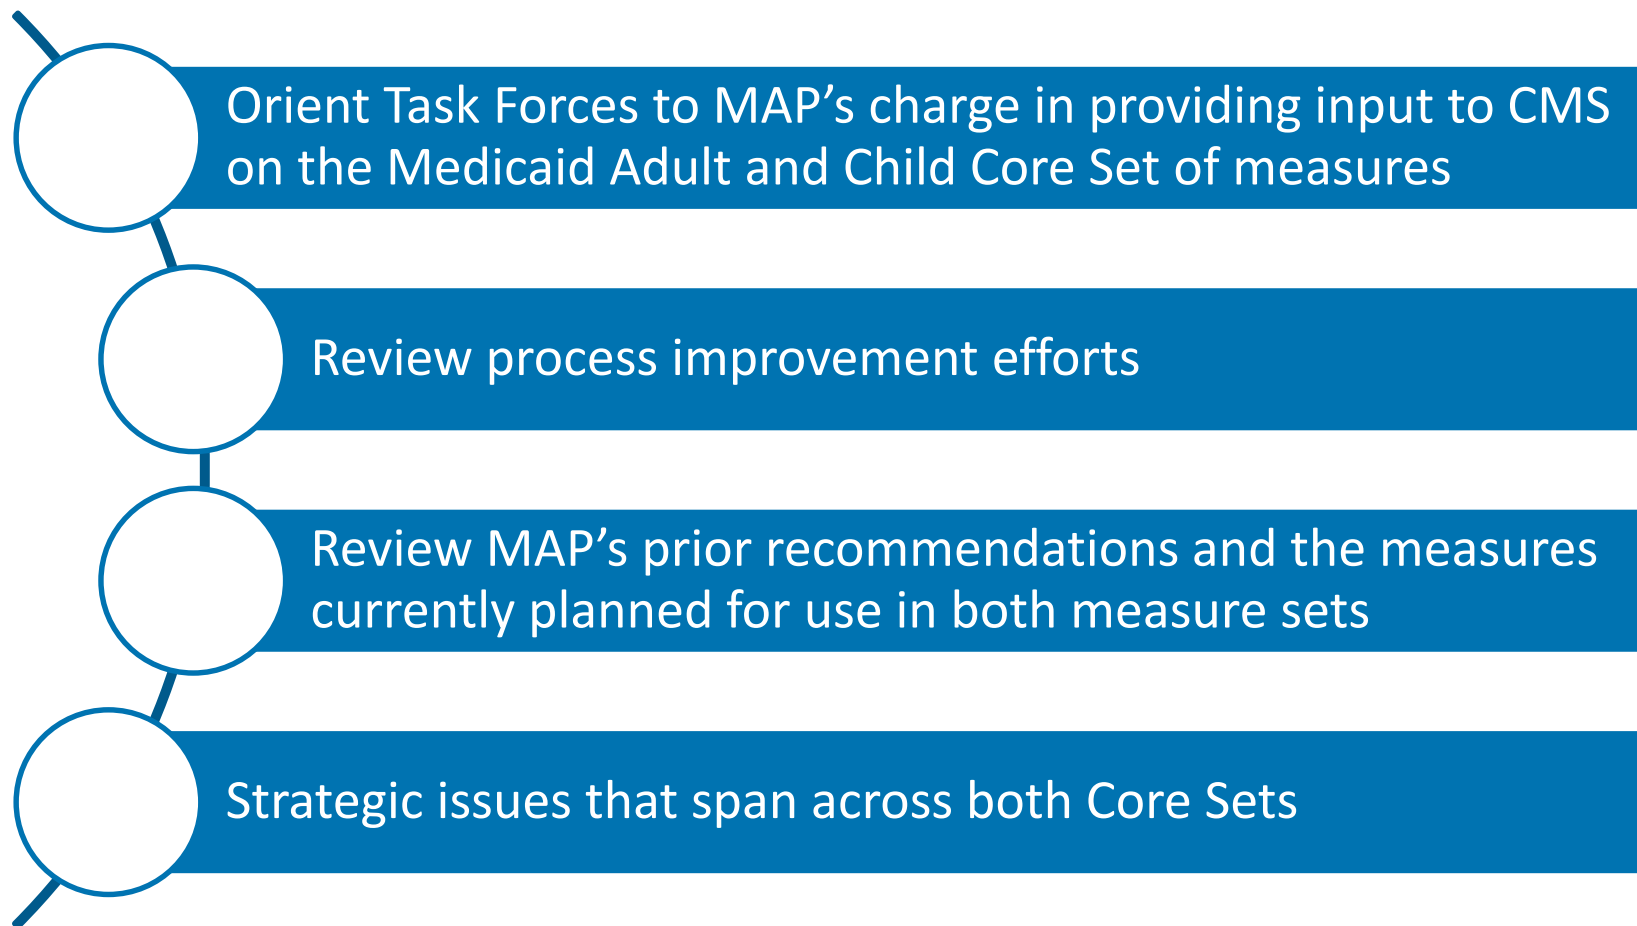 Orient Task Forces to MAP’s charge in providing input to CMS
on the Medicaid Adult and Child Core Set of measures
Review process improvement efforts
Review MAP’s prior recommendations and the measures
currently planned for use in both measure sets
Strategic issues that span across both Core Sets